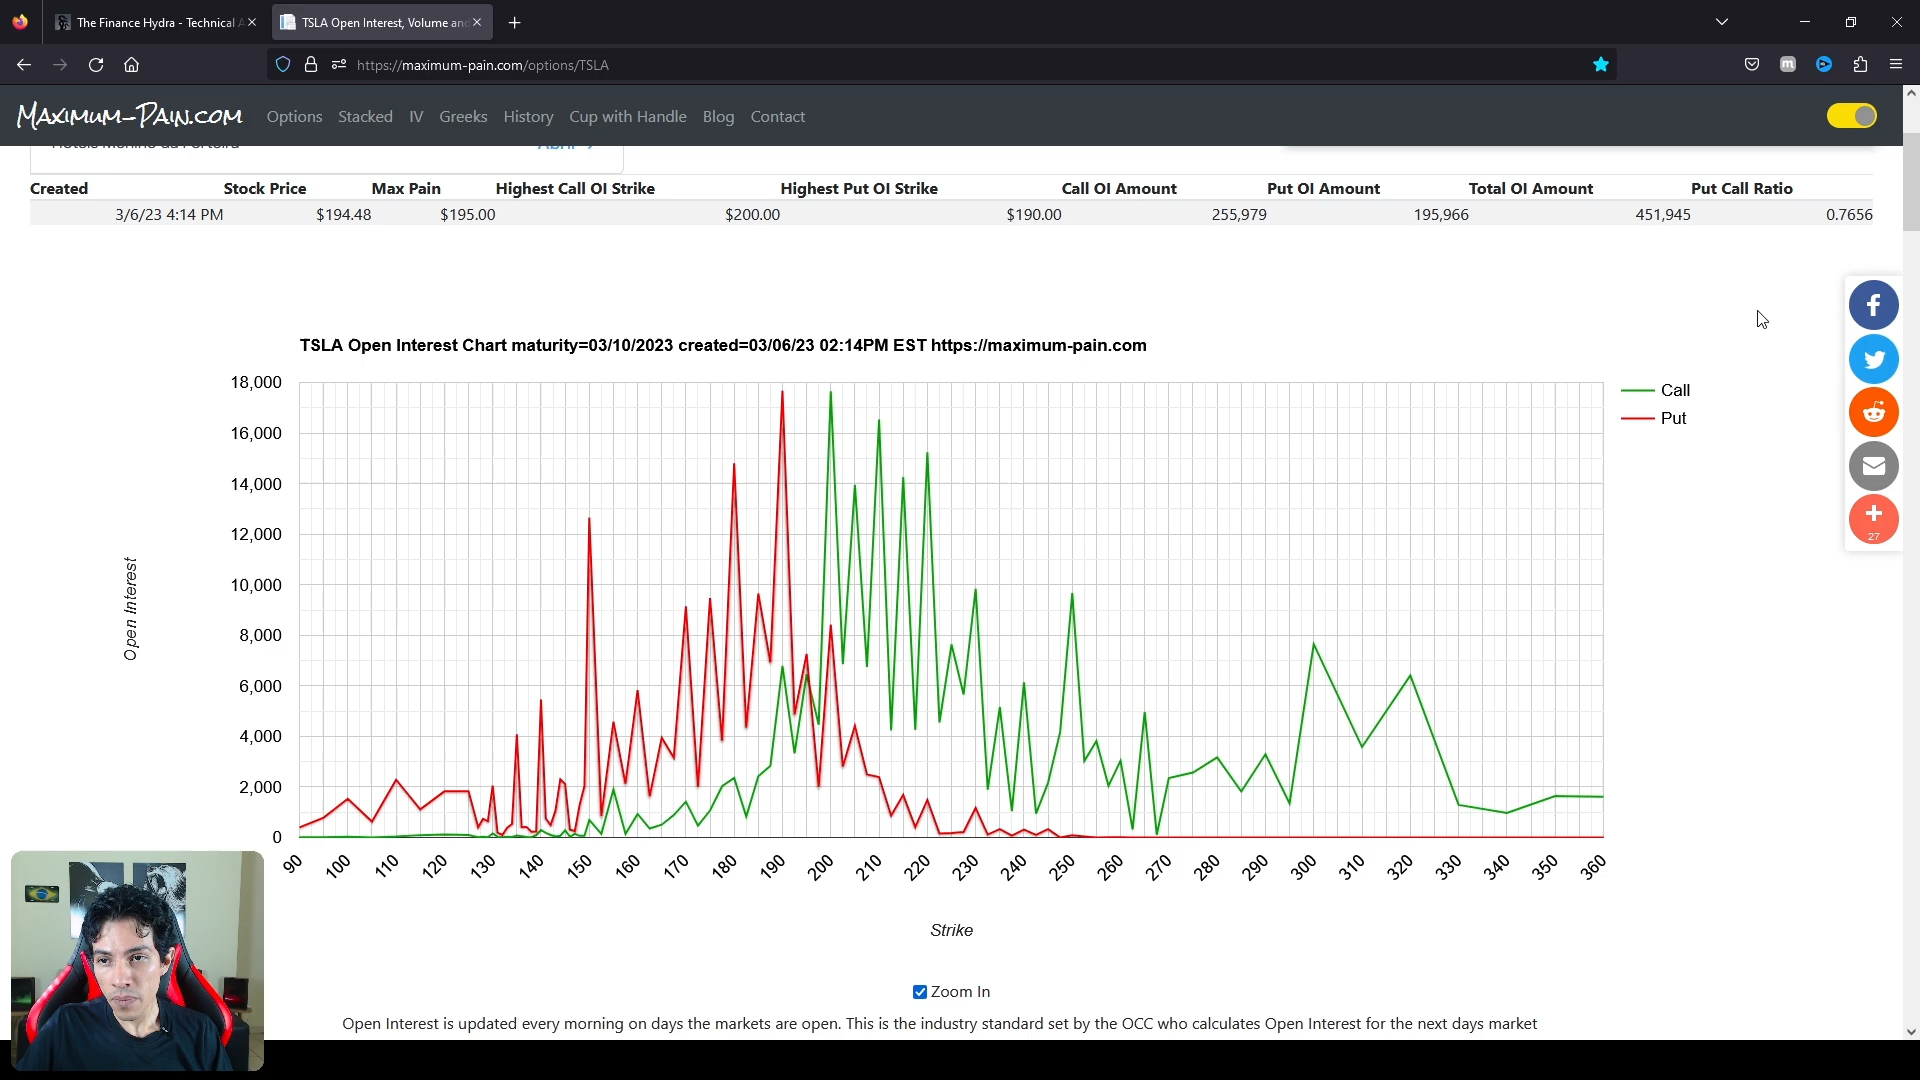 The Finance Hydra - Technical A
TSLA Open Interest, Volume and
https://maximum-pain.com/options/TSLA
Maximum-Pain.com Options Stacked IV Greeks History Cup with Handle Blog Contact
Created Stock Price Max Pain Highest Call OI Strike Highest Put OI Strike Call OI Amount Put OI Amount Total OI Amount Put Call Ratio
3/6/23 4:14 PM $194.48 $195.00 $200.00 $190.00 255,979 195,966 451,945 0.7656
TSLA Open Interest Chart maturity=03/10/2023 created=03/06/23 02:14PM EST https://maximum-pain.com
18,000
16,000
14,000
12,000
10,000
8,000
6,000
4,000
2,000
0
Open Interest
Call
Put
90 100 110 120 130 140 150 160 170 180 190 200 210 220 230 240 250 260 270 280 290 300 310 320 330 340 350 360
Strike
Zoom In
Open Interest is updated every morning on days the markets are open. This is the industry standard set by the OCC who calculates Open Interest for the next days market
27